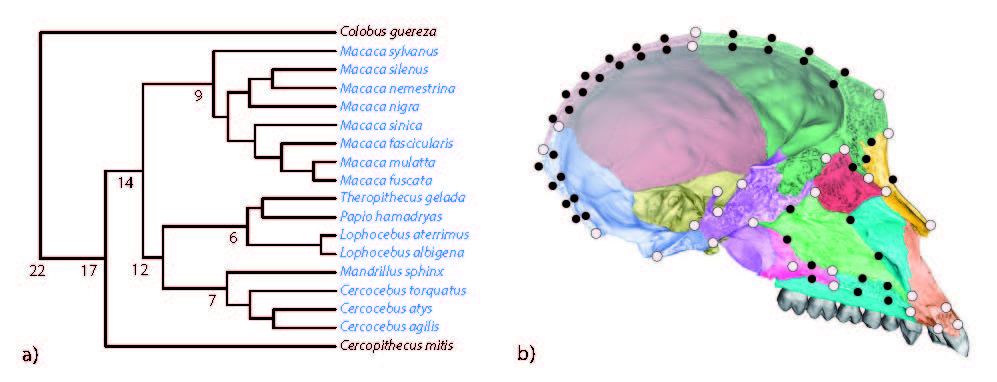 Colobus guereza
Macaca sylvanus
Macaca silenus
Macaca nemestrina
9
Macaca nigra
Macaca sinica
Macaca fascicularis
Macaca mulatta
14
Macaca fuscata
Theropithecus gelada
Papio hamadryas
6
Lophocebus aterrimus
Lophocebus albigena
22
17
12
Mandrillus sphinx
7
Cercocebus torquatus
Cercocebus atys
Cercocebus agilis
a)
Cercopithecus mitis
b)